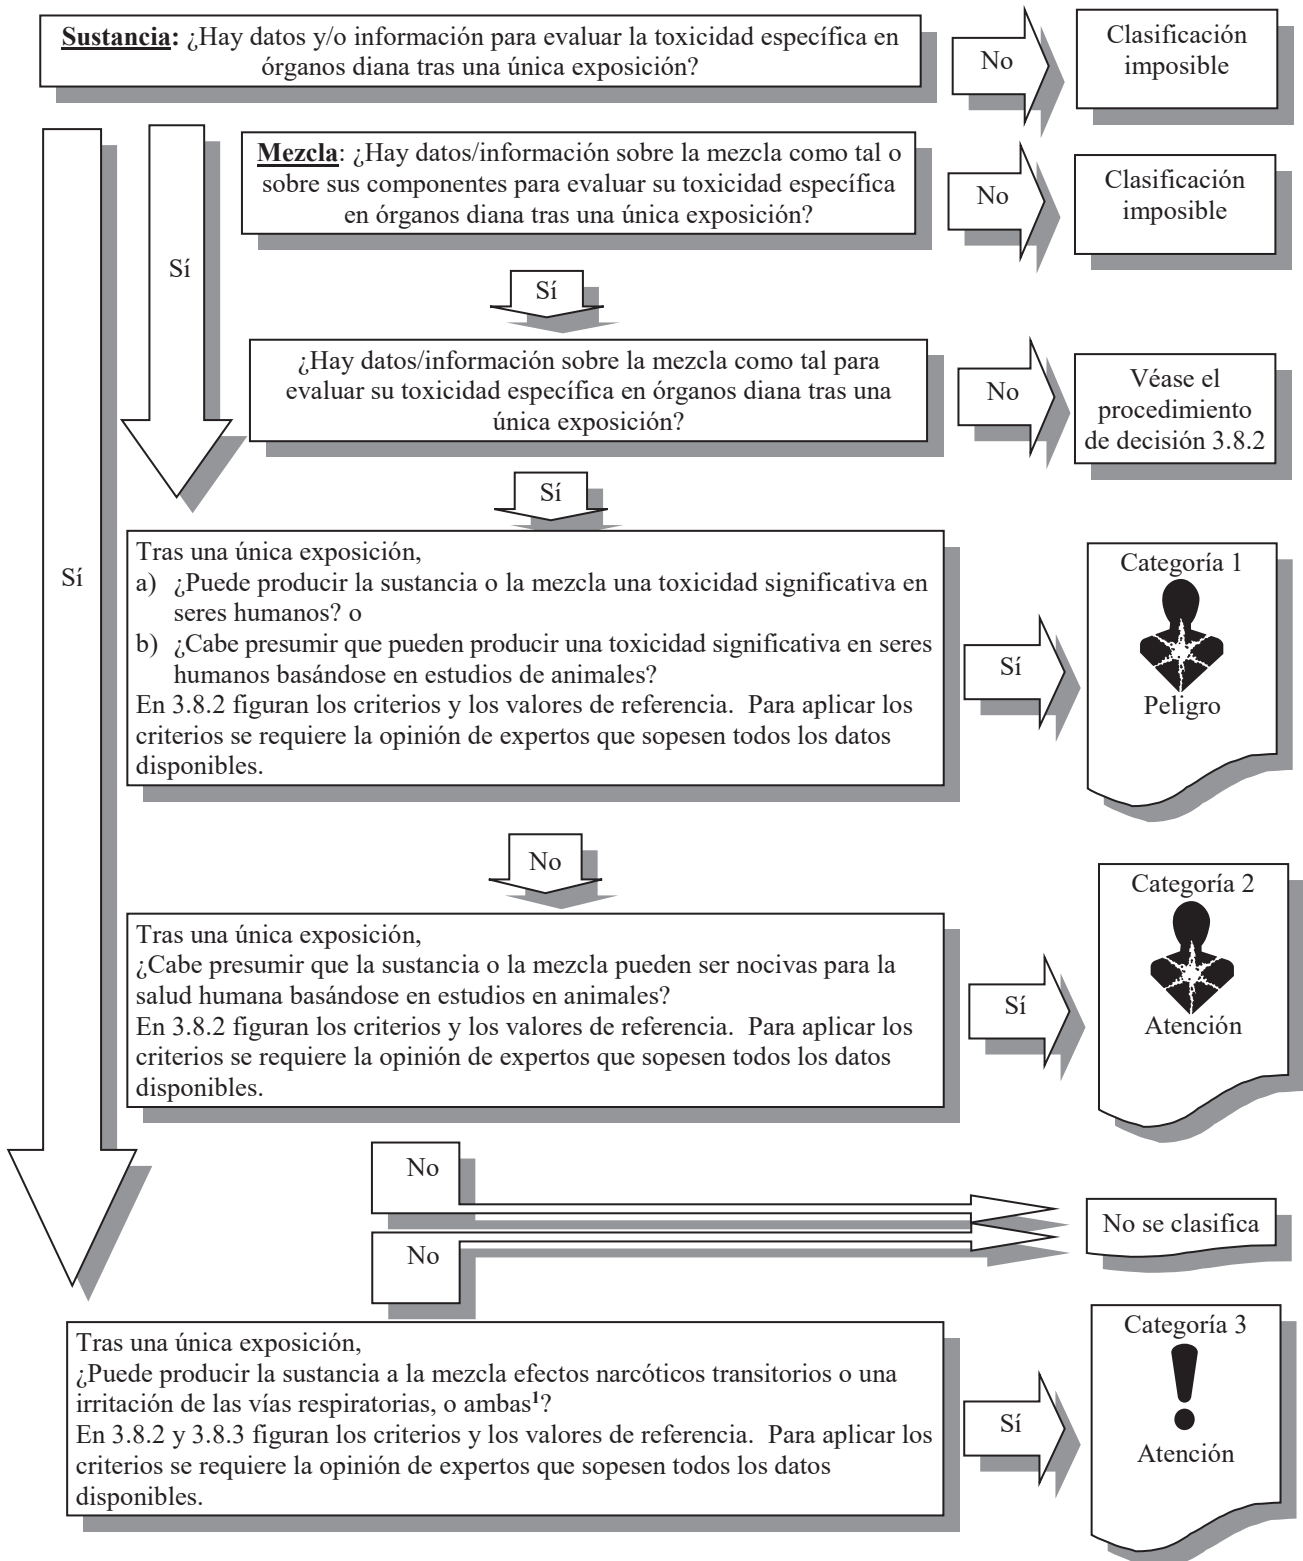 Sustancia: ¿Hay datos y/o información para evaluar la toxicidad específica en
órganos diana tras una única exposición?
No
Clasificación
imposible
Mezcla: ¿Hay datos/información sobre la mezcla como tal o
sobre sus componentes para evaluar su toxicidad específica
en órganos diana tras una única exposición?
No
Clasificación
imposible
Sí
Sí
¿Hay datos/información sobre la mezcla como tal para
evaluar su toxicidad específica en órganos diana tras una
única exposición?
No
Véase el
procedimiento
de decisión 3.8.2
Sí
Sí
Tras una única exposición,
a) ¿Puede producir la sustancia o la mezcla una toxicidad significativa en
seres humanos? o
b) ¿Cabe presumir que pueden producir una toxicidad significativa en seres
humanos basándose en estudios de animales?
En 3.8.2 figuran los criterios y los valores de referencia. Para aplicar los
criterios se requiere la opinión de expertos que sopesen todos los datos
disponibles.
Sí
Categoría 1
Peligro
No
Tras una única exposición,
¿Cabe presumir que la sustancia o la mezcla pueden ser nocivas para la
salud humana basándose en estudios en animales?
En 3.8.2 figuran los criterios y los valores de referencia. Para aplicar los
criterios se requiere la opinión de expertos que sopesen todos los datos
disponibles.
Sí
Categoría 2
Atención
No
No
No se clasifica
Tras una única exposición,
¿Puede producir la sustancia a la mezcla efectos narcóticos transitorios o una
irritación de las vías respiratorias, o ambas¹?
En 3.8.2 y 3.8.3 figuran los criterios y los valores de referencia. Para aplicar los
criterios se requiere la opinión de expertos que sopesen todos los datos
disponibles.
Sí
Categoría 3
!
Atención